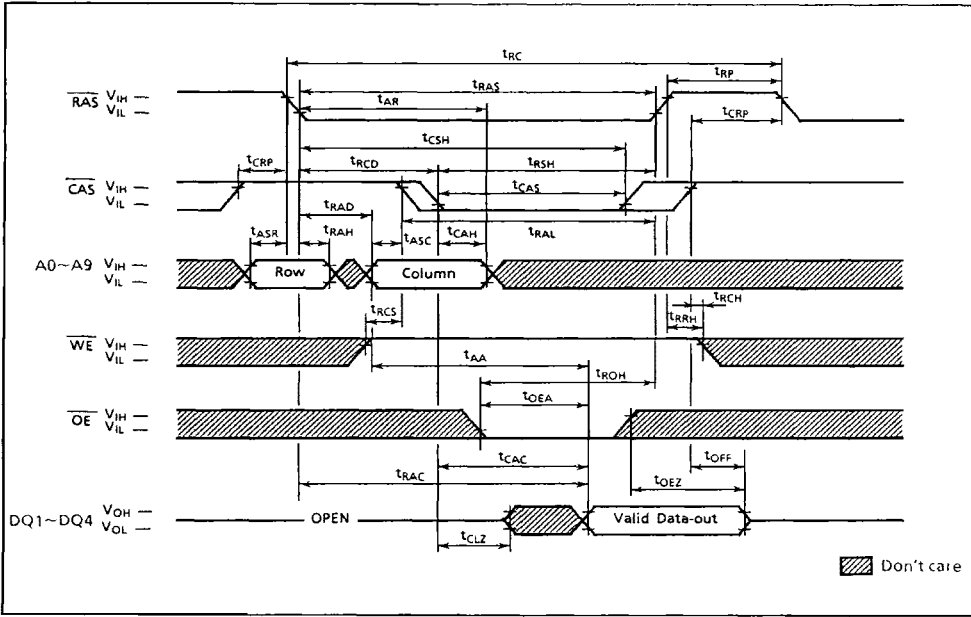 tRC
tRP
tRAS
RAS VIH
VIL
tAR
tCRP
tCSH
tCRP
tRCD
tRSH
CAS VIH
VIL
tCAS
tRAD
tRAL
tASR
tRAH
tASC
tCAH
A0~A9 VIH
VIL
Row
Column
tRCH
tRCS
tRRH
WE VIH
VIL
tAA
tROH
tOEA
OE VIH
VIL
tCAC
tOFF
tRAC
tOEZ
DQ1~DQ4 VOH
VOL
OPEN
Valid Data-out
tCLZ
Don't care